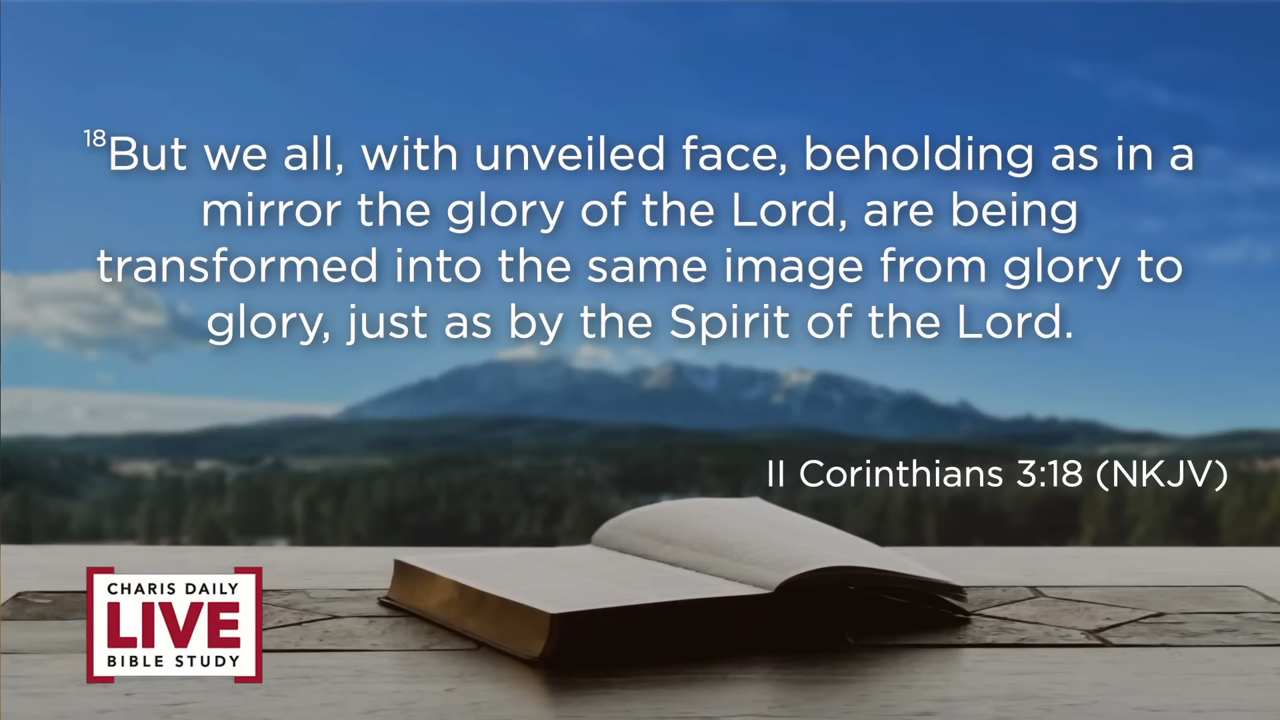 18But we all, with unveiled face, beholding as in a
mirror the glory of the Lord, are being
transformed into the same image from glory to
glory, just as by the Spirit of the Lord.
II Corinthians 3:18 (NKJV)
CHARIS DAILY
LIVE
BIBLE STUDY